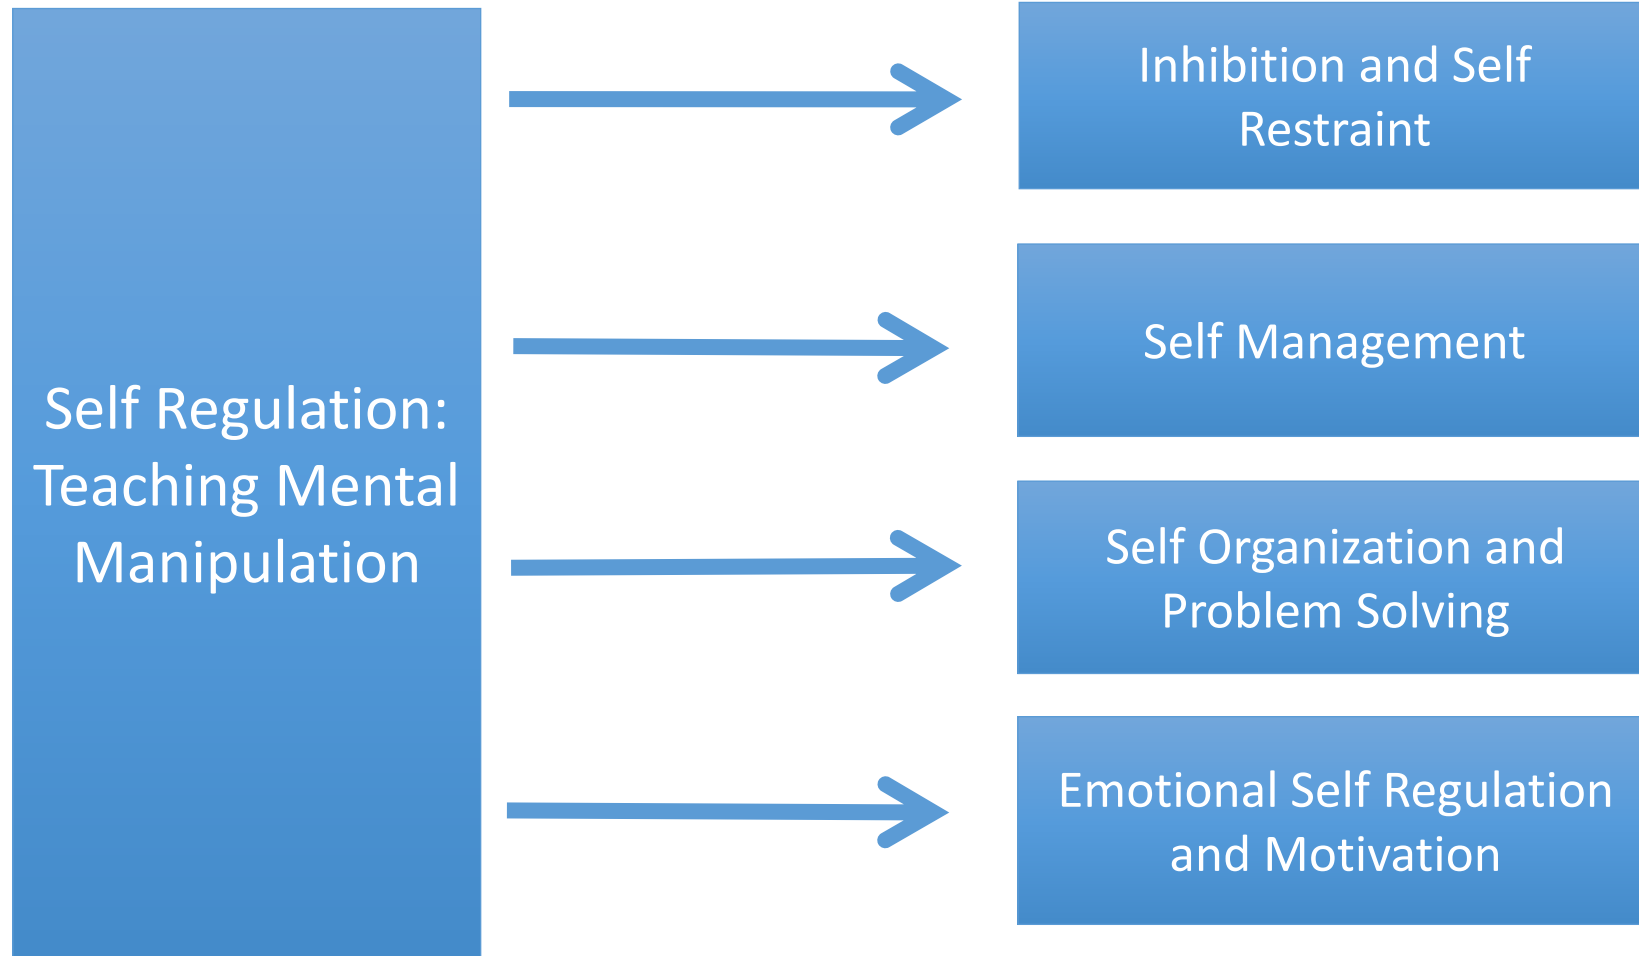 Self Regulation:
Teaching Mental
Manipulation
Inhibition and Self
Restraint
Self Management
Self Organization and
Problem Solving
Emotional Self Regulation
and Motivation